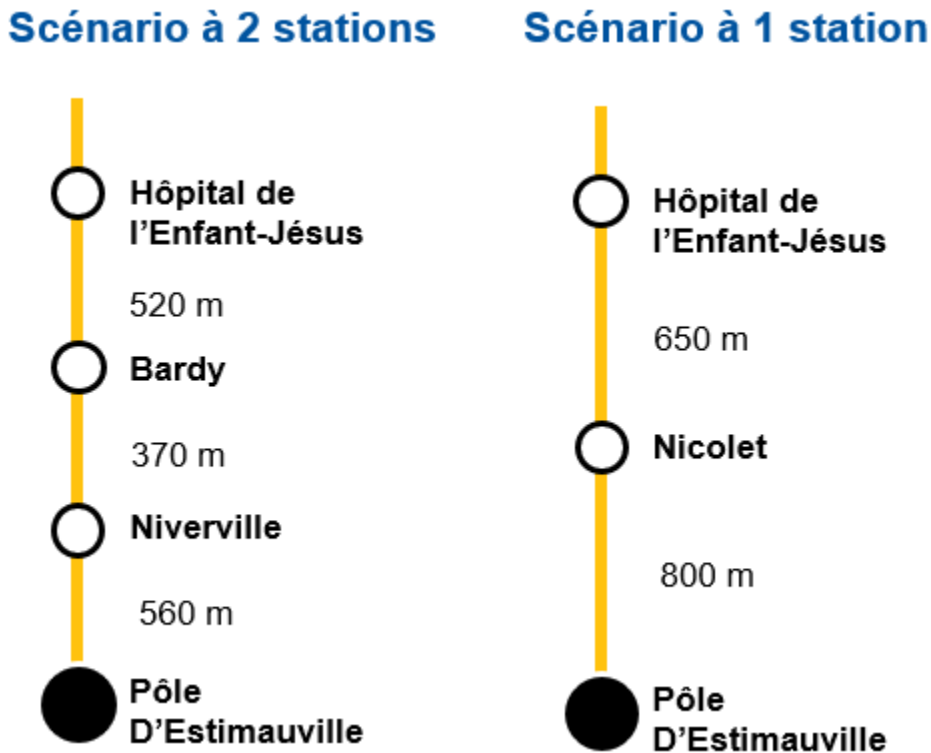 Scénario à 2 stations
Hôpital de
l’Enfant-Jésus
520 m
Bardy
370 m
Niverville
560 m
Pôle
D’Estimauville
Scénario à 1 station
Hôpital de
l’Enfant-Jésus
650 m
Nicolet
800 m
Pôle
D’Estimauville